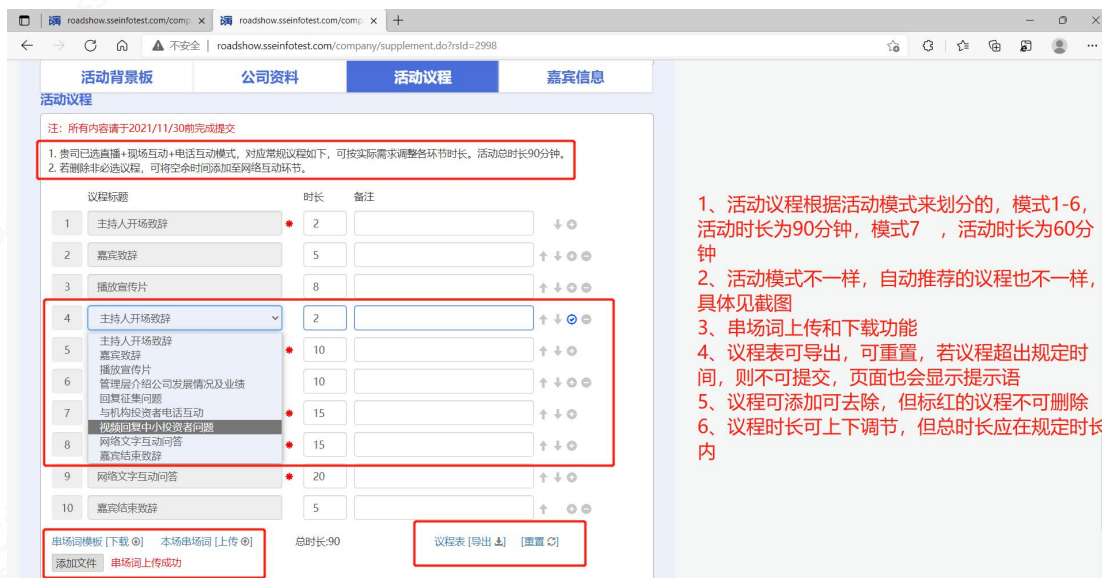 roadshow.sseinfotest.com/comp
roadshow.sseinfotest.com/comp
不安全 | roadshow.sseinfotest.com/company/supplement.do?rsId=2998
活动背景板 公司资料 活动议程 嘉宾信息
活动议程
注：所有内容请于2021/11/30前完成提交
1. 贵司已选直播+现场互动+电话互动模式，对应常规议程如下，可按实际需求调整各环节时长。活动总时长90分钟。
2. 若删除非必选议程，可将空余时间添加至网络互动环节。
议程标题 时长 备注
1 主持人开场致辞 2
2 嘉宾致辞 5
3 播放宣传片 8
4 主持人开场致辞 2
主持人开场致辞
5 嘉宾致辞 10
播放宣传片
6 管理层介绍公司发展情况及业绩 10
回复征集问题
7 与机构投资者电话互动 15
视频回复中小投资者问题
8 网络文字互动问答 15
嘉宾结束致辞
9 网络文字互动问答 20
10 嘉宾结束致辞 5
串场词模板 [下载] 本场串场词 [上传] 总时长:90 议程表 [导出] [重置]
添加文件 串场词上传成功
1、活动议程根据活动模式来划分的，模式1-6，
活动时长为90分钟，模式7 ，活动时长为60分
钟
2、活动模式不一样，自动推荐的议程也不一样，
具体见截图
3、串场词上传和下载功能
4、议程表可导出，可重置，若议程超出规定时
间，则不可提交，页面也会显示提示语
5、议程可添加可去除，但标红的议程不可删除
6、议程时长可上下调节，但总时长应在规定时长
内